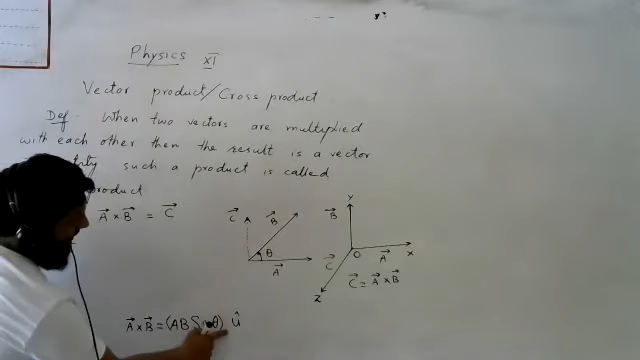 Physics XI
Vector product/Cross product
Def. When two vectors are multiplied
with each other then the result is a vector
such a product is called
product
A⃗ × B⃗ = C⃗
C⃗ B⃗ θ A⃗
Y B⃗ O A⃗ X C⃗ Z
C⃗ = A⃗ × B⃗
A⃗ × B⃗ = (AB Sinθ) û